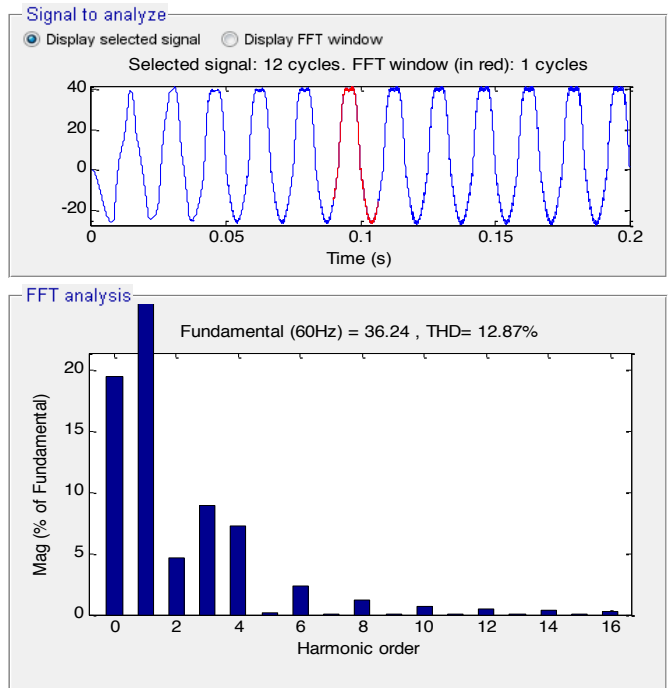 Signal to analyze
Display selected signal Display FFT window
Selected signal: 12 cycles. FFT window (in red): 1 cycles
40
20
0
-20
0 0.05 0.1 0.15 0.2
Time (s)
FFT analysis
Fundamental (60Hz) = 36.24 , THD= 12.87%
20
15
10
5
0
Mag (% of Fundamental)
0 2 4 6 8 10 12 14 16
Harmonic order